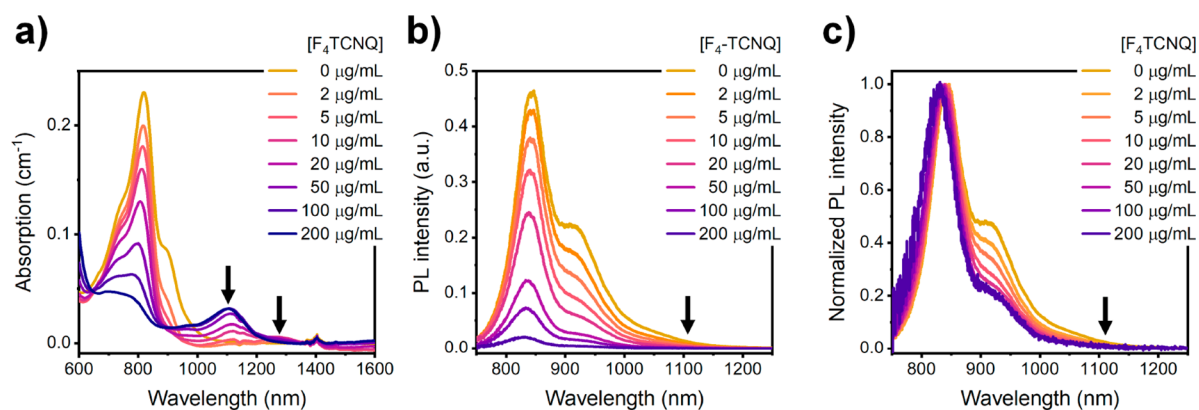 a)
[F₄TCNQ]
0 μg/mL
2 μg/mL
5 μg/mL
10 μg/mL
20 μg/mL
50 μg/mL
100 μg/mL
200 μg/mL
Absorption (cm⁻¹)
0.2
0.1
0.0
600 800 1000 1200 1400 1600
Wavelength (nm)
b)
[F₄-TCNQ]
0 μg/mL
2 μg/mL
5 μg/mL
10 μg/mL
20 μg/mL
50 μg/mL
100 μg/mL
200 μg/mL
PL intensity (a.u.)
0.5
0.4
0.3
0.2
0.1
0.0
800 900 1000 1100 1200
Wavelength (nm)
c)
[F₄TCNQ]
0 μg/mL
2 μg/mL
5 μg/mL
10 μg/mL
20 μg/mL
50 μg/mL
100 μg/mL
200 μg/mL
Normalized PL intensity
1.0
0.8
0.6
0.4
0.2
0.0
800 900 1000 1100 1200
Wavelength (nm)